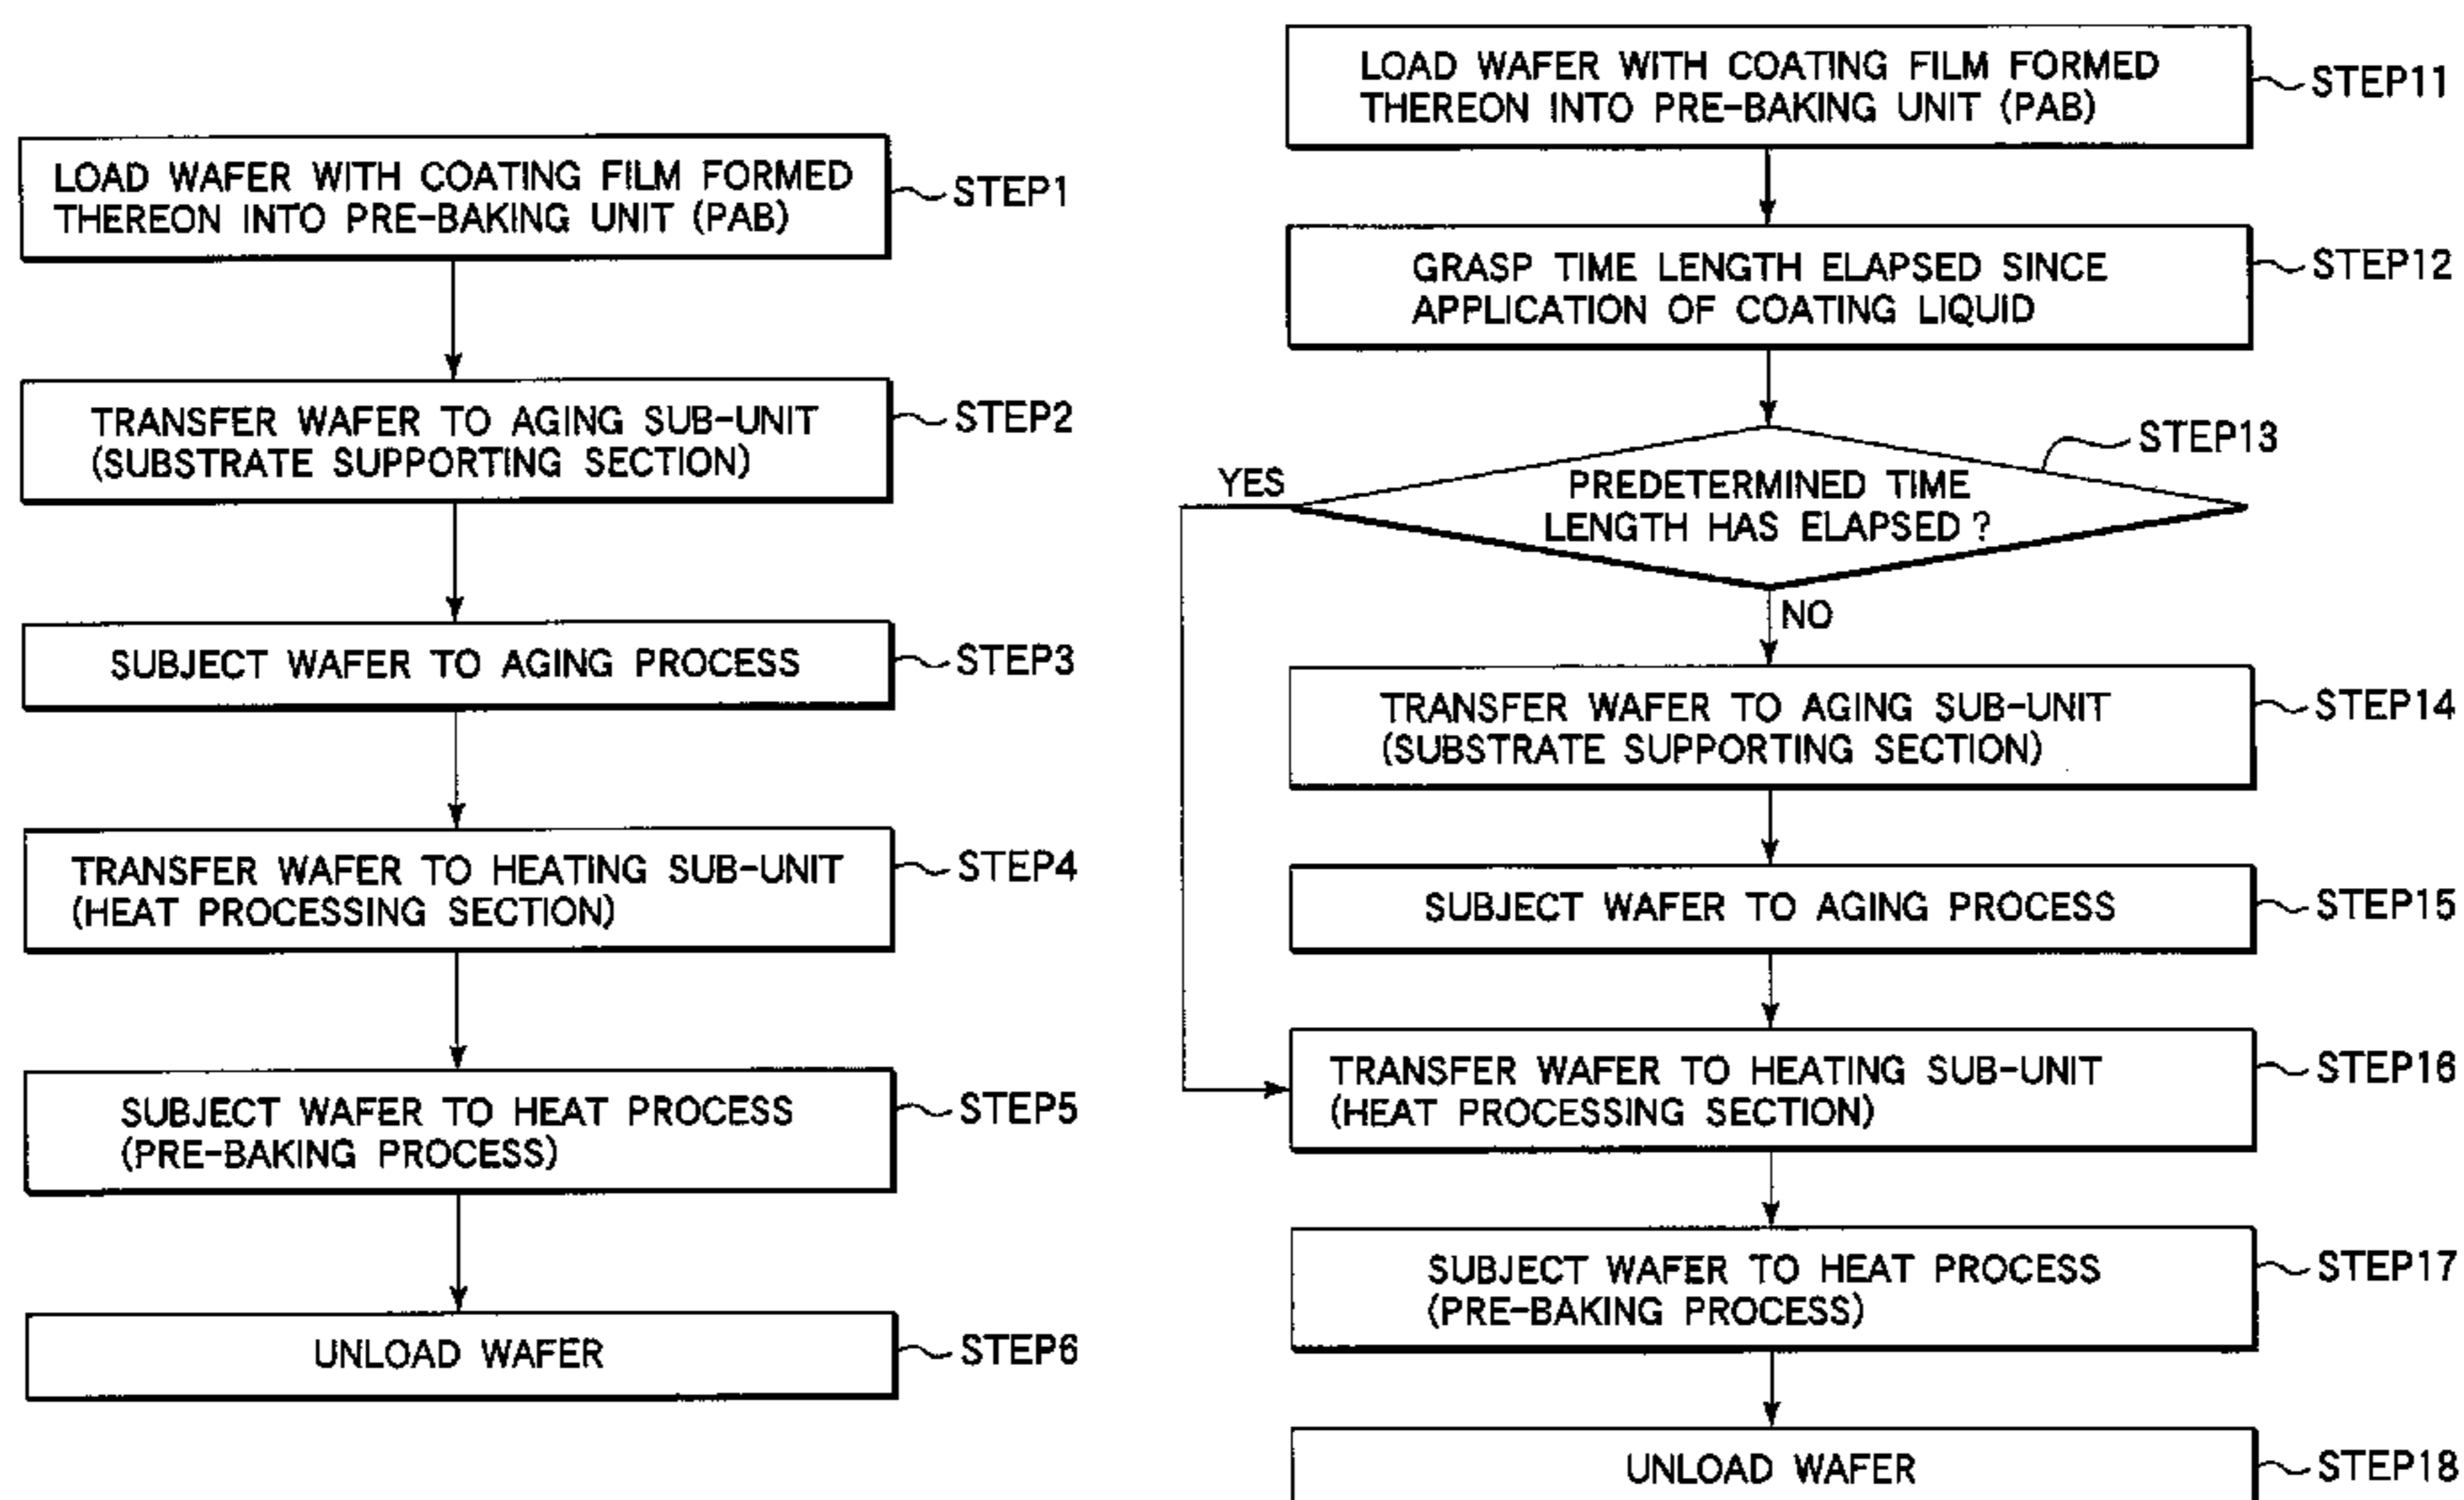 LOAD WAFER WITH COATING FILM FORMED
THEREON INTO PRE-BAKING UNIT (PAB)
STEP1
TRANSFER WAFER TO AGING SUB-UNIT
(SUBSTRATE SUPPORTING SECTION)
STEP2
SUBJECT WAFER TO AGING PROCESS
STEP3
TRANSFER WAFER TO HEATING SUB-UNIT
(HEAT PROCESSING SECTION)
STEP4
SUBJECT WAFER TO HEAT PROCESS
(PRE-BAKING PROCESS)
STEP5
UNLOAD WAFER
STEP6
LOAD WAFER WITH COATING FILM FORMED
THEREON INTO PRE-BAKING UNIT (PAB)
STEP11
GRASP TIME LENGTH ELAPSED SINCE
APPLICATION OF COATING LIQUID
STEP12
STEP13
PREDETERMINED TIME
LENGTH HAS ELAPSED?
YES
NO
TRANSFER WAFER TO AGING SUB-UNIT
(SUBSTRATE SUPPORTING SECTION)
STEP14
SUBJECT WAFER TO AGING PROCESS
STEP15
TRANSFER WAFER TO HEATING SUB-UNIT
(HEAT PROCESSING SECTION)
STEP16
SUBJECT WAFER TO HEAT PROCESS
(PRE-BAKING PROCESS)
STEP17
UNLOAD WAFER
STEP18